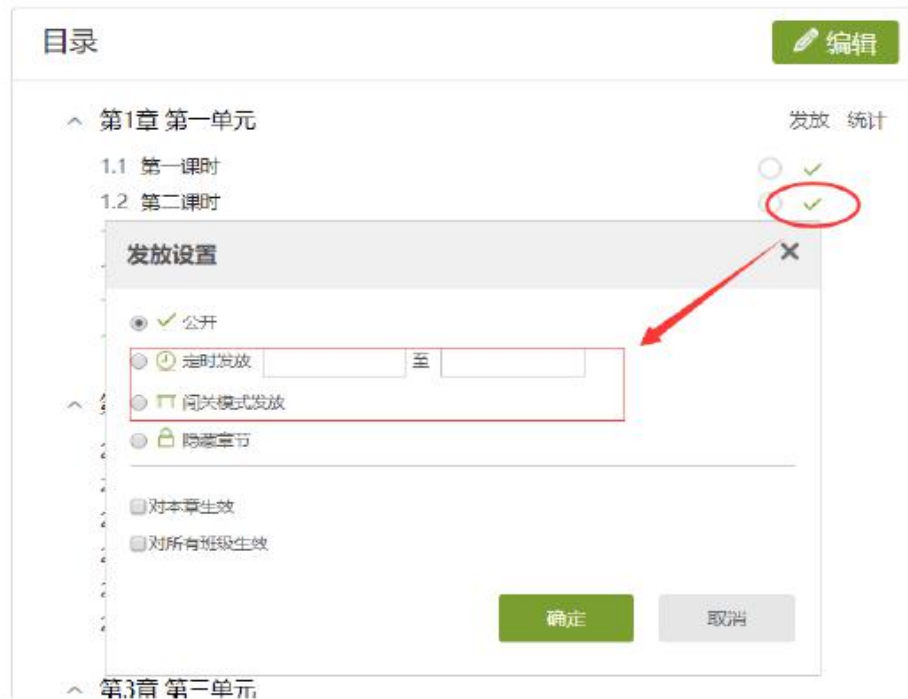 目录
编辑
第1章 第一单元
发放 统计
1.1 第一课时
1.2 第二课时
发放设置
公开
定时发放 至
闯关模式发放
隐藏章节
对本章生效
对所有班级生效
确定 取消
第3章 第三单元